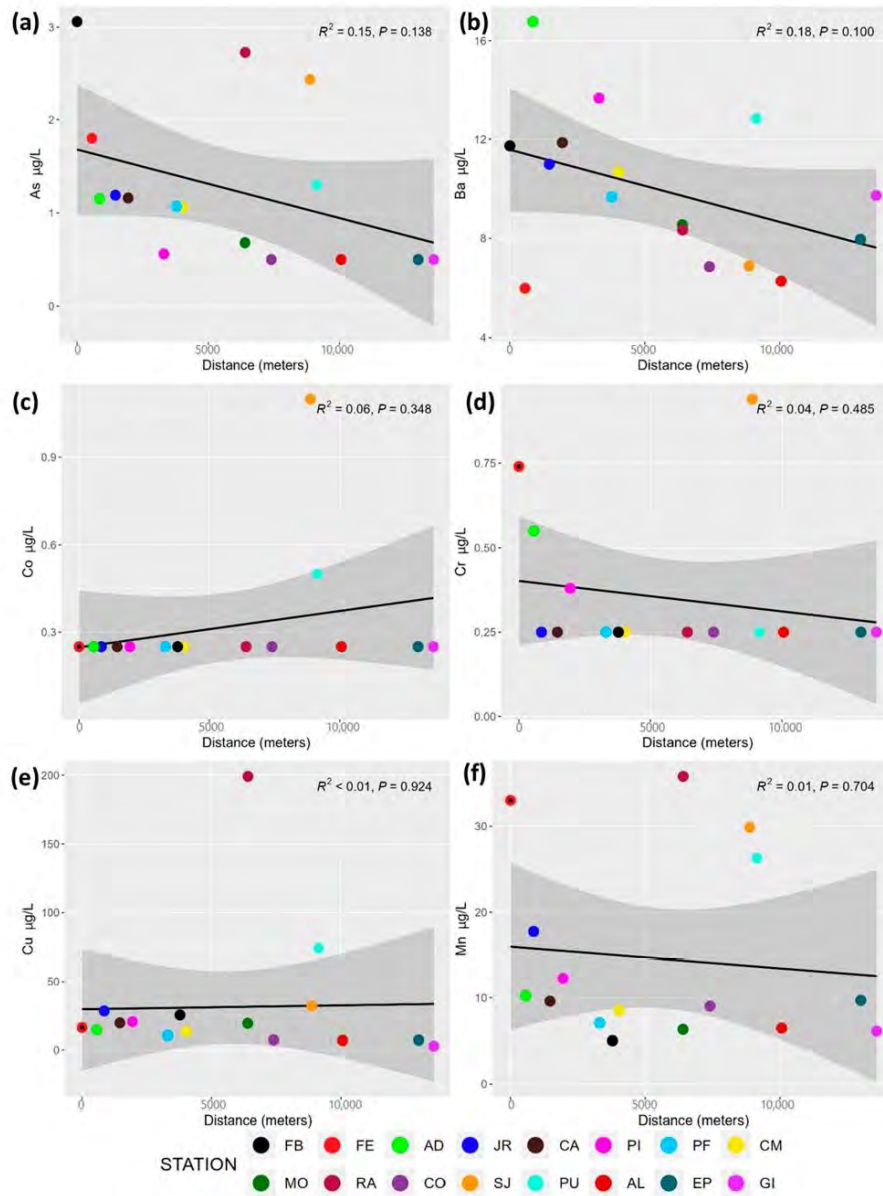 (a)
R² = 0.15, P = 0.138
3
2
1
0
As µg/L
0 5000 10,000
Distance (meters)
(b)
R² = 0.18, P = 0.100
16
12
8
4
Ba µg/L
0 5000 10,000
Distance (meters)
(c)
R² = 0.06, P = 0.348
0.9
0.6
0.3
Co µg/L
0 5000 10,000
Distance (meters)
(d)
R² = 0.04, P = 0.485
0.75
0.50
0.25
0.00
Cr µg/L
0 5000 10,000
Distance (meters)
(e)
R² < 0.01, P = 0.924
200
150
100
50
0
Cu µg/L
0 5000 10,000
Distance (meters)
(f)
R² = 0.01, P = 0.704
30
20
10
0
Mn µg/L
0 5000 10,000
Distance (meters)
STATION
FB FE AD JR CA PI PF CM
MO RA CO SJ PU AL EP GI